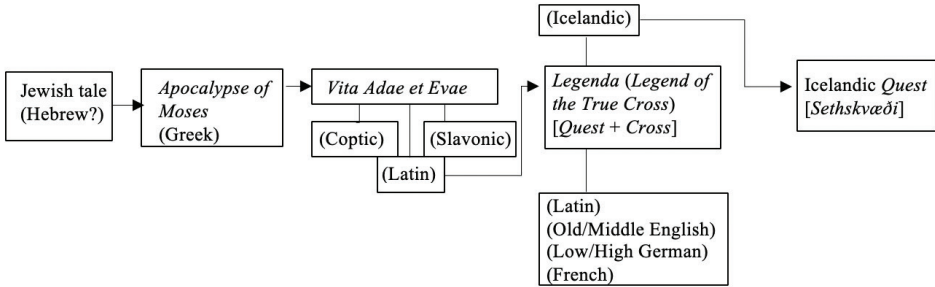 Jewish tale
(Hebrew?)
Apocalypse of
Moses
(Greek)
Vita Adae et Evae
(Coptic)
(Slavonic)
(Latin)
(Icelandic)
Legenda (Legend of
the True Cross)
[Quest + Cross]
(Latin)
(Old/Middle English)
(Low/High German)
(French)
Icelandic Quest
[Sethskvæði]